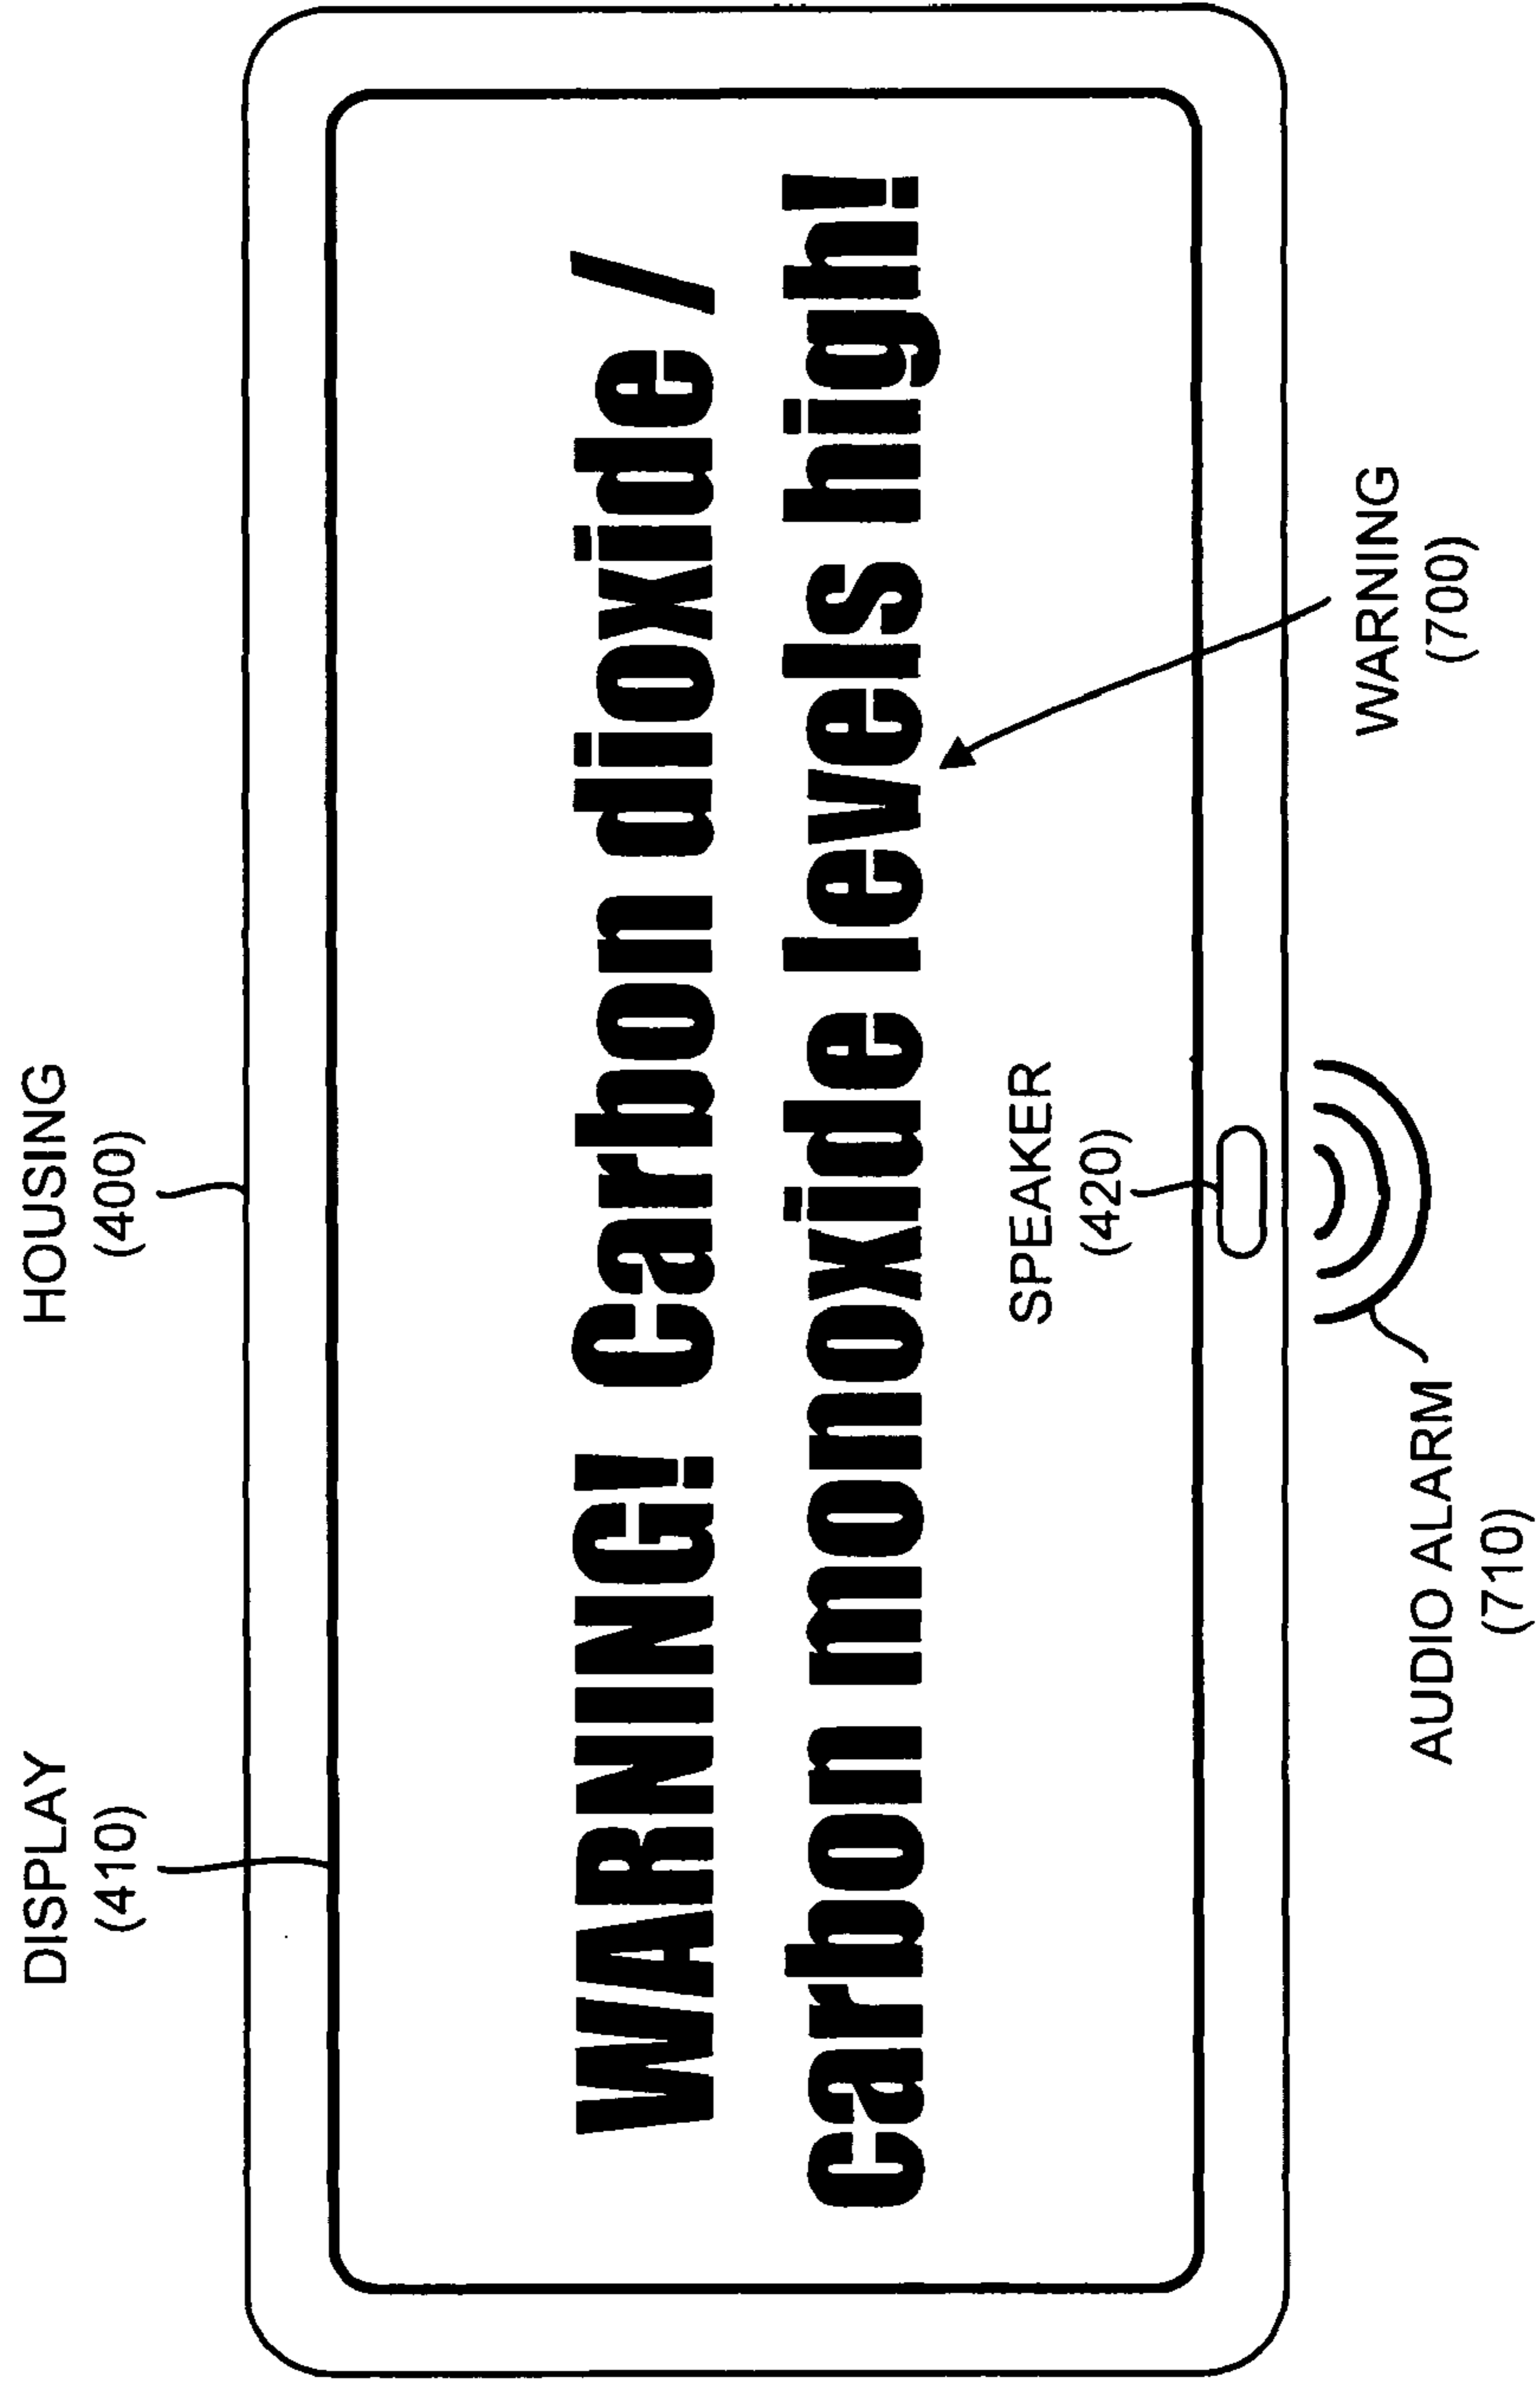 DISPLAY
(410)
HOUSING
(400)
WARNING! Carbon dioxide /
carbon monoxide levels high!
SPEAKER
(420)
AUDIO ALARM
(710)
WARNING
(700)